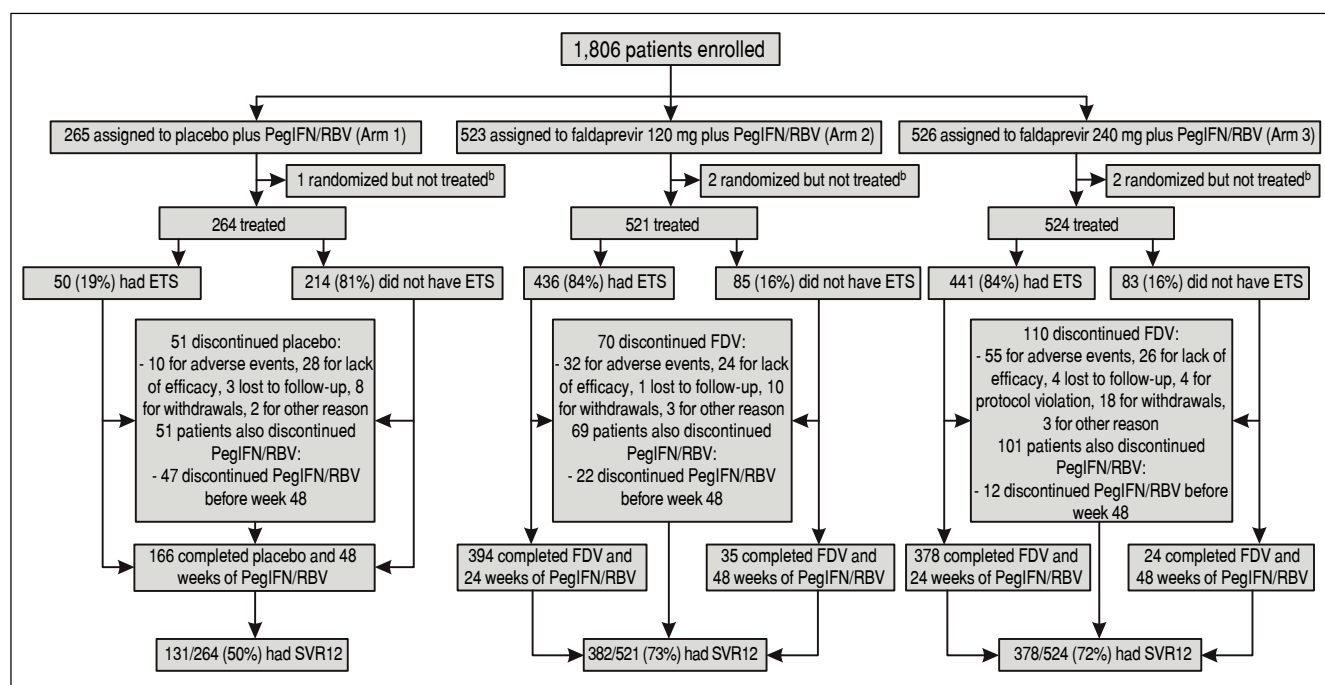 1,806 patients enrolled
265 assigned to placebo plus PegIFN/RBV (Arm 1)
523 assigned to faldaprevir 120 mg plus PegIFN/RBV (Arm 2)
526 assigned to faldaprevir 240 mg plus PegIFN/RBV (Arm 3)
1 randomized but not treatedᵇ
2 randomized but not treatedᵇ
2 randomized but not treatedᵇ
264 treated
521 treated
524 treated
50 (19%) had ETS
214 (81%) did not have ETS
436 (84%) had ETS
85 (16%) did not have ETS
441 (84%) had ETS
83 (16%) did not have ETS
51 discontinued placebo:
- 10 for adverse events, 28 for lack
of efficacy, 3 lost to follow-up, 8
for withdrawals, 2 for other reason
51 patients also discontinued
PegIFN/RBV:
- 47 discontinued PegIFN/RBV
before week 48
70 discontinued FDV:
- 32 for adverse events, 24 for lack
of efficacy, 1 lost to follow-up, 10
for withdrawals, 3 for other reason
69 patients also discontinued
PegIFN/RBV:
- 22 discontinued PegIFN/RBV
before week 48
110 discontinued FDV:
- 55 for adverse events, 26 for lack of
efficacy, 4 lost to follow-up, 4 for
protocol violation, 18 for withdrawals,
3 for other reason
101 patients also discontinued
PegIFN/RBV:
- 12 discontinued PegIFN/RBV before
week 48
166 completed placebo and 48
weeks of PegIFN/RBV
394 completed FDV and
24 weeks of PegIFN/RBV
35 completed FDV and
48 weeks of PegIFN/RBV
378 completed FDV and
24 weeks of PegIFN/RBV
24 completed FDV and
48 weeks of PegIFN/RBV
131/264 (50%) had SVR12
382/521 (73%) had SVR12
378/524 (72%) had SVR12